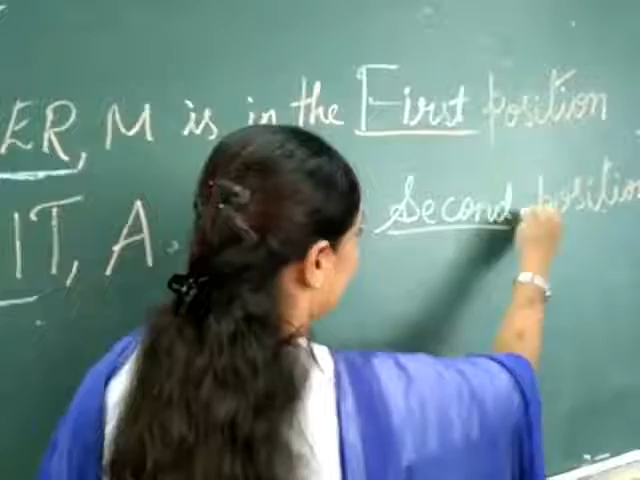 ER, M is in the First position
IT, A Second position